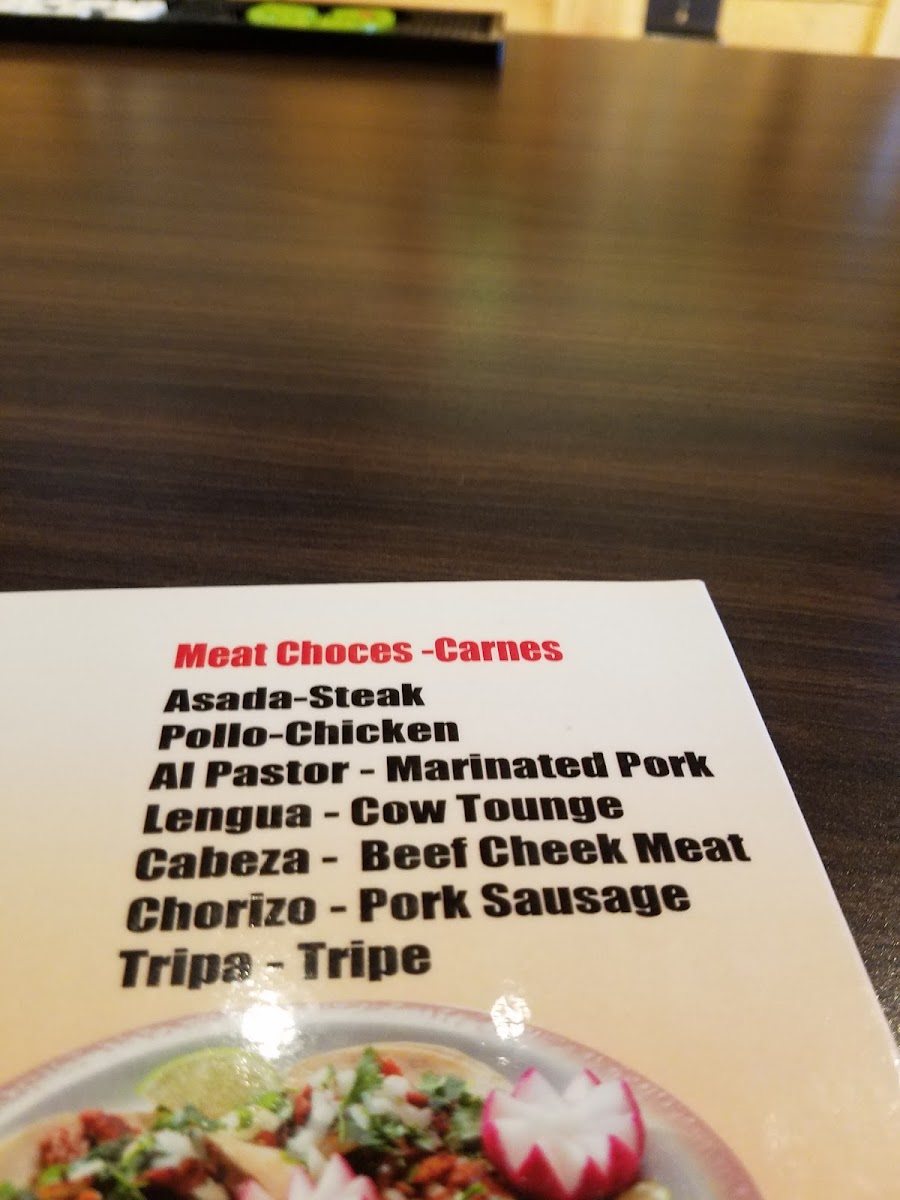 Meat Choces -Carnes
Asada-Steak
Pollo-Chicken
Al Pastor - Marinated Pork
Lengua - Cow Tounge
Cabeza - Beef Cheek Meat
Chorizo - Pork Sausage
Tripa - Tripe